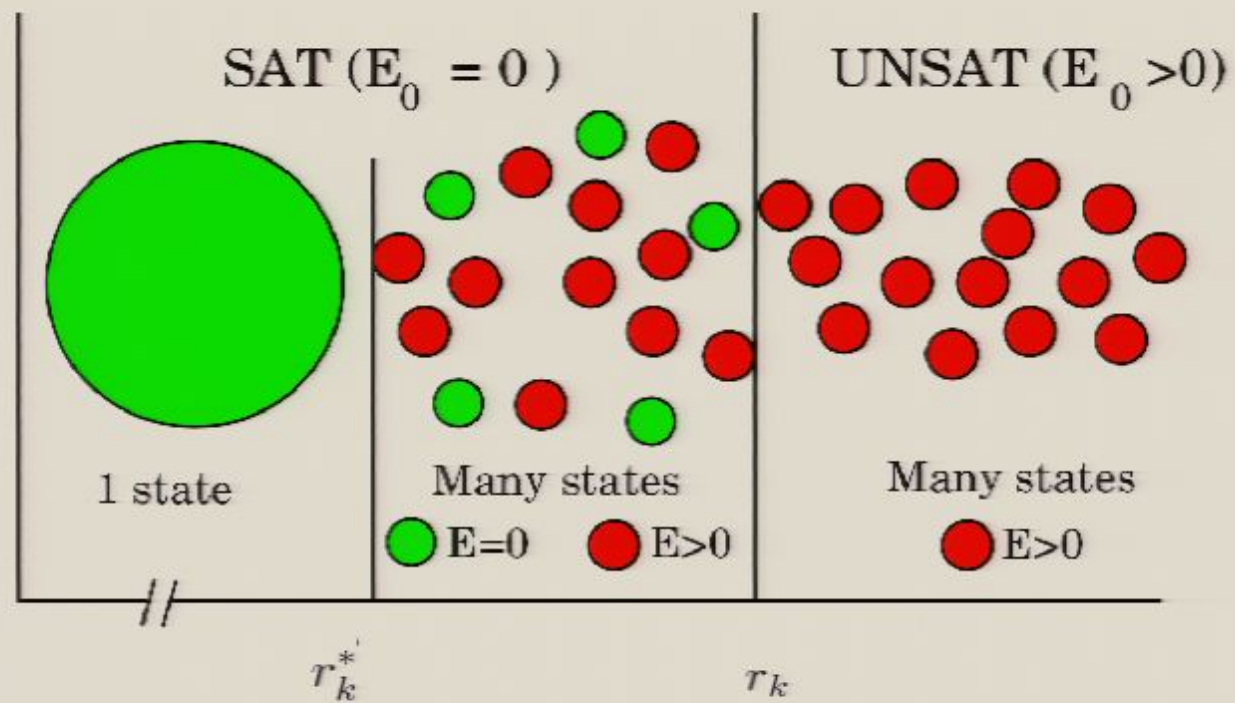 SAT (E₀ = 0 )
UNSAT (E₀ >0)
1 state
Many states
E=0
E>0
Many states
E>0
r*ₖ
rₖ